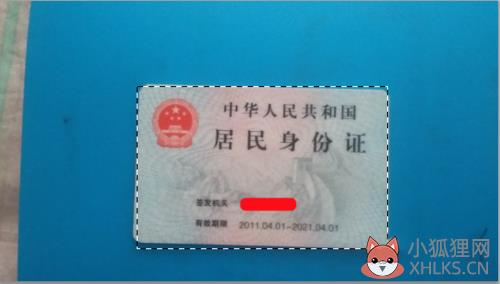 中华人民共和国
居民身份证
签发机关
有效期限 2011.04.01-2021.04.01
小狐狸网
XHLKS.CN